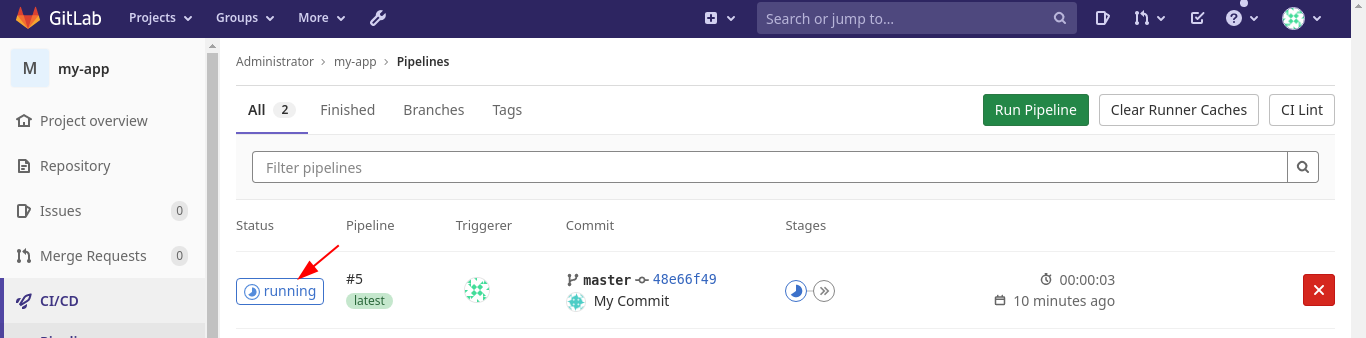 GitLab Projects Groups More Search or jump to...
M my-app
Administrator > my-app > Pipelines
All 2 Finished Branches Tags Run Pipeline Clear Runner Caches CI Lint
Project overview
Filter pipelines
Repository
Issues 0
Status Pipeline Triggerer Commit Stages
Merge Requests 0
running #5 latest master 48e66f49 My Commit 00:00:03 10 minutes ago
CI/CD